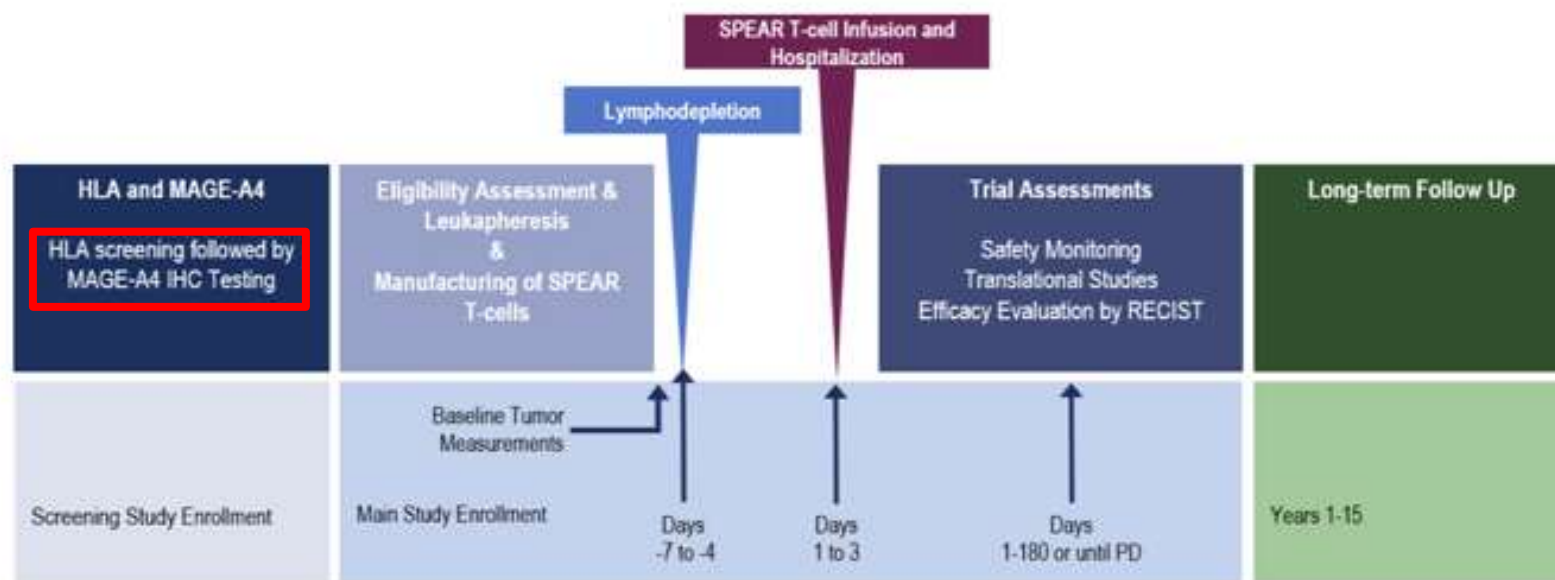 SPEAR T-cell Infusion and
Hospitalization
Lymphodepletion
HLA and MAGE-A4
HLA screening followed by
MAGE-A4 IHC Testing
Eligibility Assessment &
Leukapheresis
&
Manufacturing of SPEAR
T-cells
Trial Assessments
Safety Monitoring
Translational Studies
Efficacy Evaluation by RECIST
Long-term Follow Up
Baseline Tumor
Measurements
Screening Study Enrollment
Main Study Enrollment
Days
-7 to -4
Days
1 to 3
Days
1-180 or until PD
Years 1-15